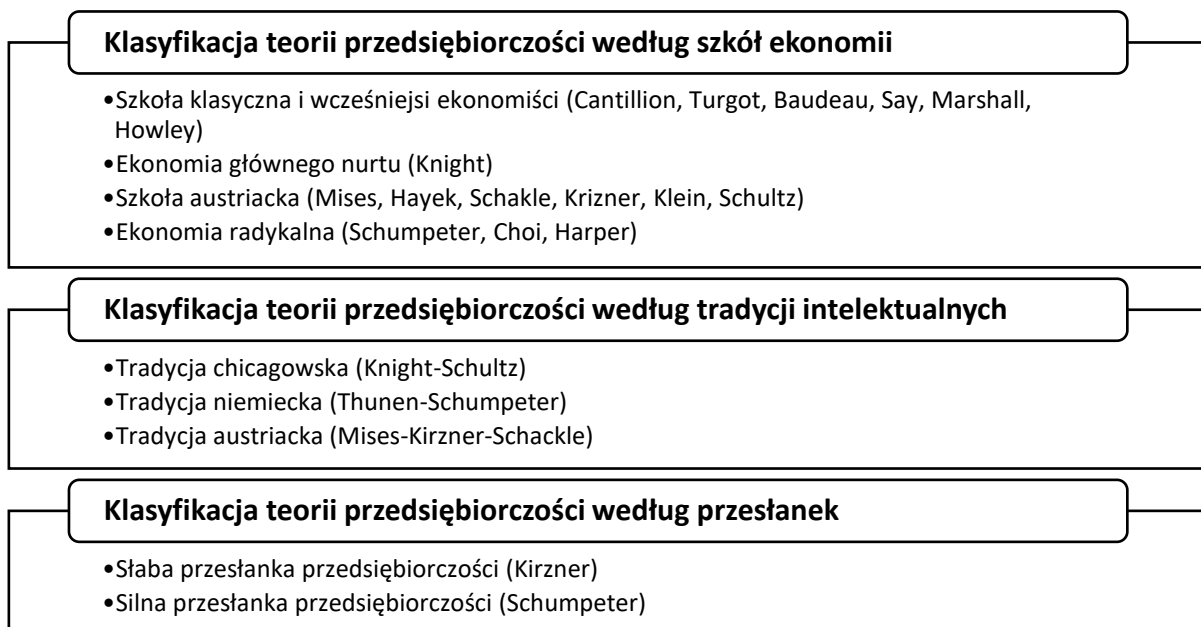 Klasyfikacja teorii przedsiębiorczości według szkół ekonomii
•Szkoła klasyczna i wcześniejsi ekonomiści (Cantillion, Turgot, Baudeau, Say, Marshall,
Howley)
•Ekonomia głównego nurtu (Knight)
•Szkoła austriacka (Mises, Hayek, Schakle, Krizner, Klein, Schultz)
•Ekonomia radykalna (Schumpeter, Choi, Harper)
Klasyfikacja teorii przedsiębiorczości według tradycji intelektualnych
•Tradycja chicagowska (Knight-Schultz)
•Tradycja niemiecka (Thunen-Schumpeter)
•Tradycja austriacka (Mises-Kirzner-Schackle)
Klasyfikacja teorii przedsiębiorczości według przesłanek
•Słaba przesłanka przedsiębiorczości (Kirzner)
•Silna przesłanka przedsiębiorczości (Schumpeter)